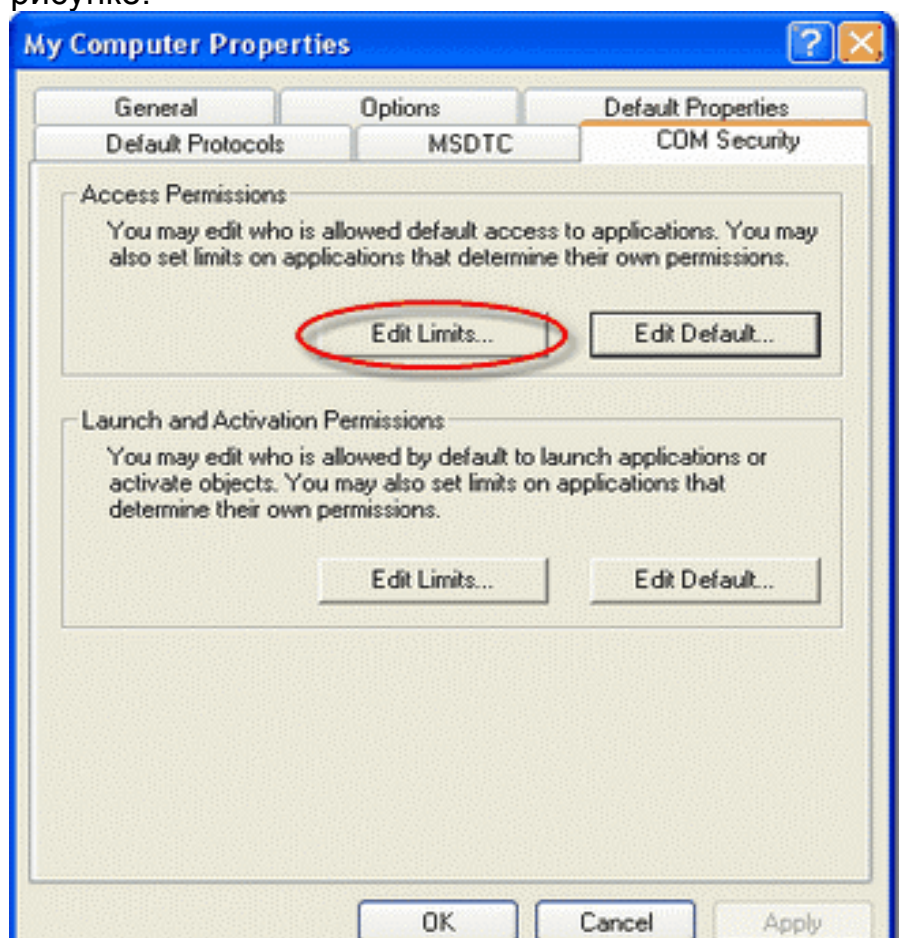 рисунке.
My Computer Properties
General Options Default Properties
Default Protocols MSDTC COM Security
Access Permissions
You may edit who is allowed default access to applications. You may
also set limits on applications that determine their own permissions.
Edit Limits... Edit Default...
Launch and Activation Permissions
You may edit who is allowed by default to launch applications or
activate objects. You may also set limits on applications that
determine their own permissions.
Edit Limits... Edit Default...
OK Cancel Apply